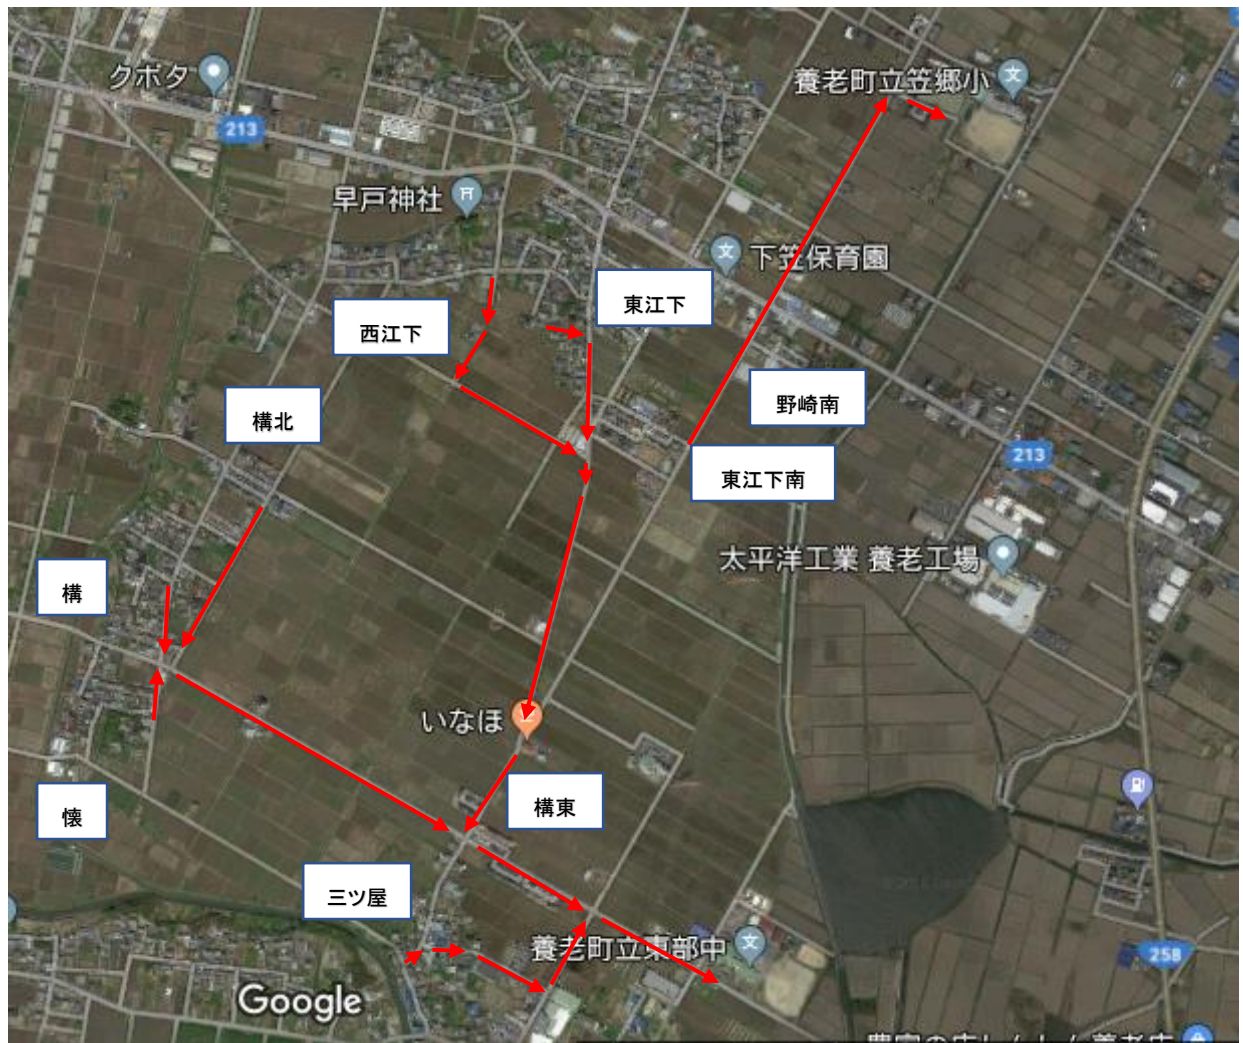 クボタ
養老町立笠郷小
213
早戸神社
下笠保育園
東江下
西江下
野崎南
構北
213
東江下南
太平洋工業 養老工場
構
いなほ
構東
懐
三ツ屋
養老町立東部中
258
Google